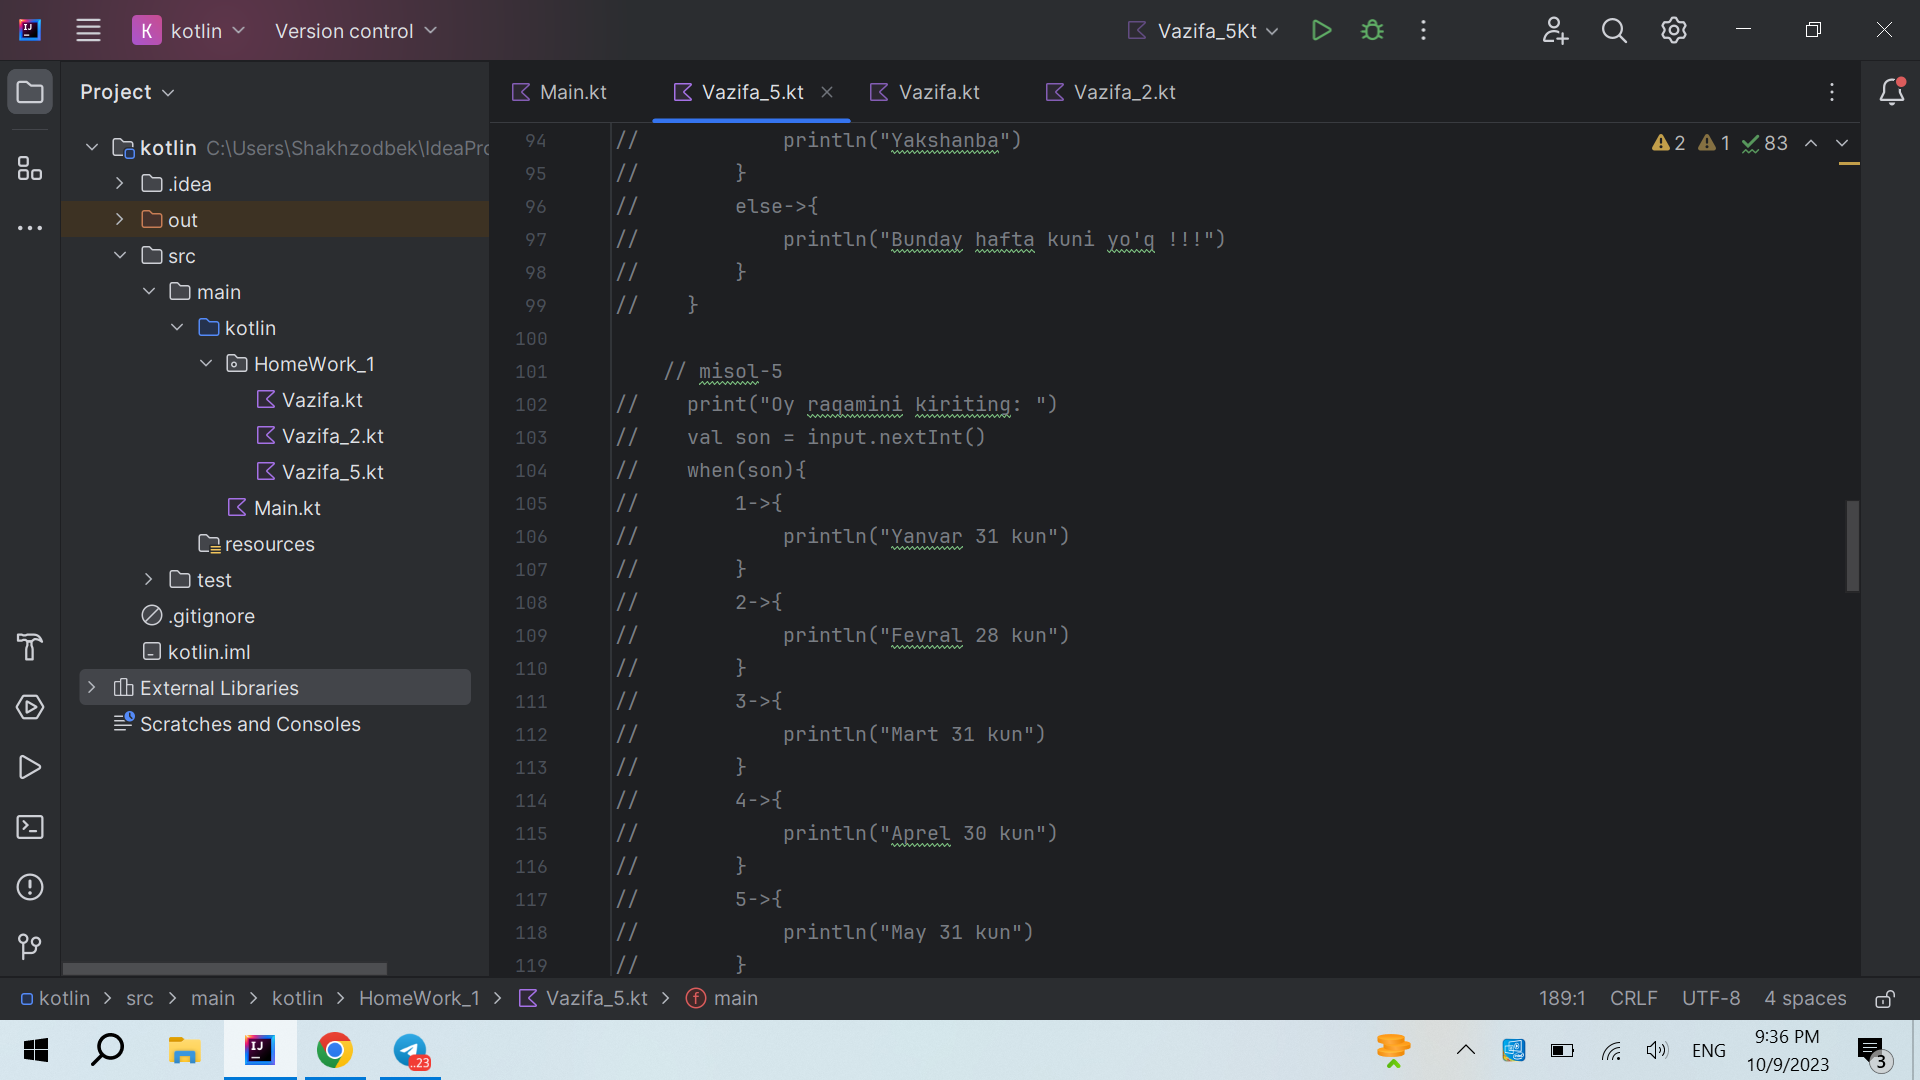 K kotlin Version control Vazifa_5Kt
Project
Main.kt Vazifa_5.kt Vazifa.kt Vazifa_2.kt
kotlin C:\Users\Shakhzodbek\IdeaPro
.idea
out
src
main
kotlin
HomeWork_1
Vazifa.kt
Vazifa_2.kt
Vazifa_5.kt
Main.kt
resources
test
.gitignore
kotlin.iml
External Libraries
Scratches and Consoles
2 1 83
94 // println("Yakshanba")
95 // }
96 // else->{
97 // println("Bunday hafta kuni yo'q !!!")
98 // }
99 // }
100
101 // misol-5
102 // print("Oy raqamini kiriting: ")
103 // val son = input.nextInt()
104 // when(son){
105 // 1->{
106 // println("Yanvar 31 kun")
107 // }
108 // 2->{
109 // println("Fevral 28 kun")
110 // }
111 // 3->{
112 // println("Mart 31 kun")
113 // }
114 // 4->{
115 // println("Aprel 30 kun")
116 // }
117 // 5->{
118 // println("May 31 kun")
119 // }
kotlin > src > main > kotlin > HomeWork_1 > Vazifa_5.kt > f main
189:1 CRLF UTF-8 4 spaces
IJ ..23 ENG 9:36 PM
10/9/2023 3